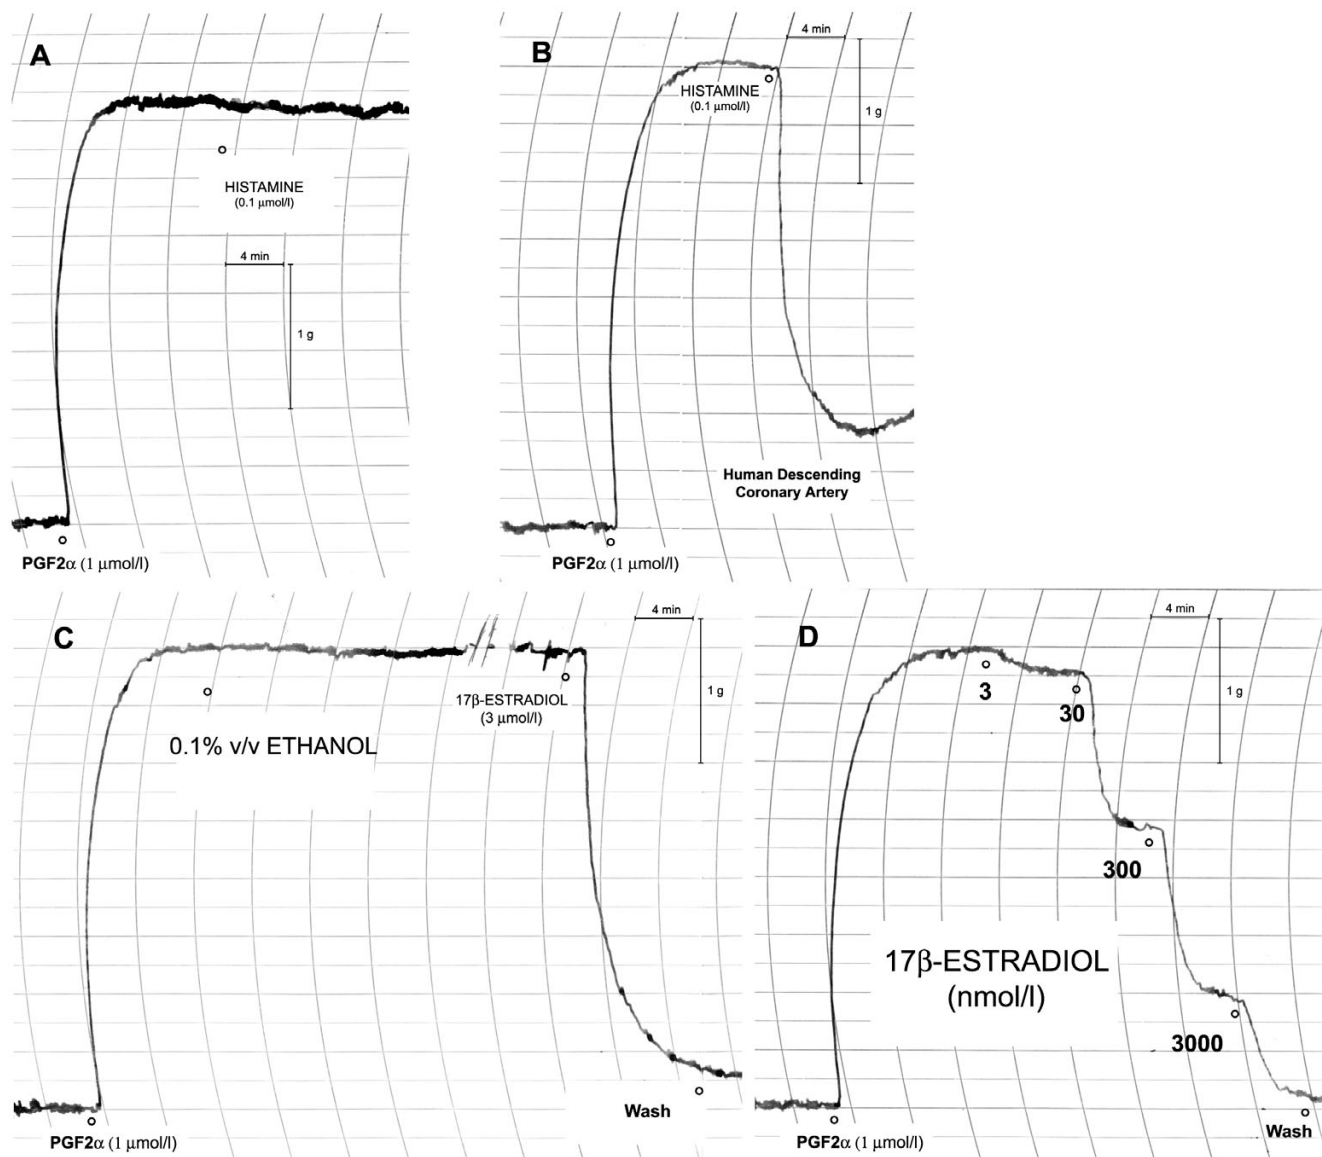 A
HISTAMINE
(0.1 μmol/l)
4 min
1 g
PGF2α (1 μmol/l)
B
4 min
HISTAMINE
(0.1 μmol/l)
1 g
Human Descending
Coronary Artery
PGF2α (1 μmol/l)
C
4 min
1 g
17β-ESTRADIOL
(3 μmol/l)
0.1% v/v ETHANOL
Wash
PGF2α (1 μmol/l)
D
4 min
1 g
3
30
300
17β-ESTRADIOL
(nmol/l)
3000
Wash
PGF2α (1 μmol/l)